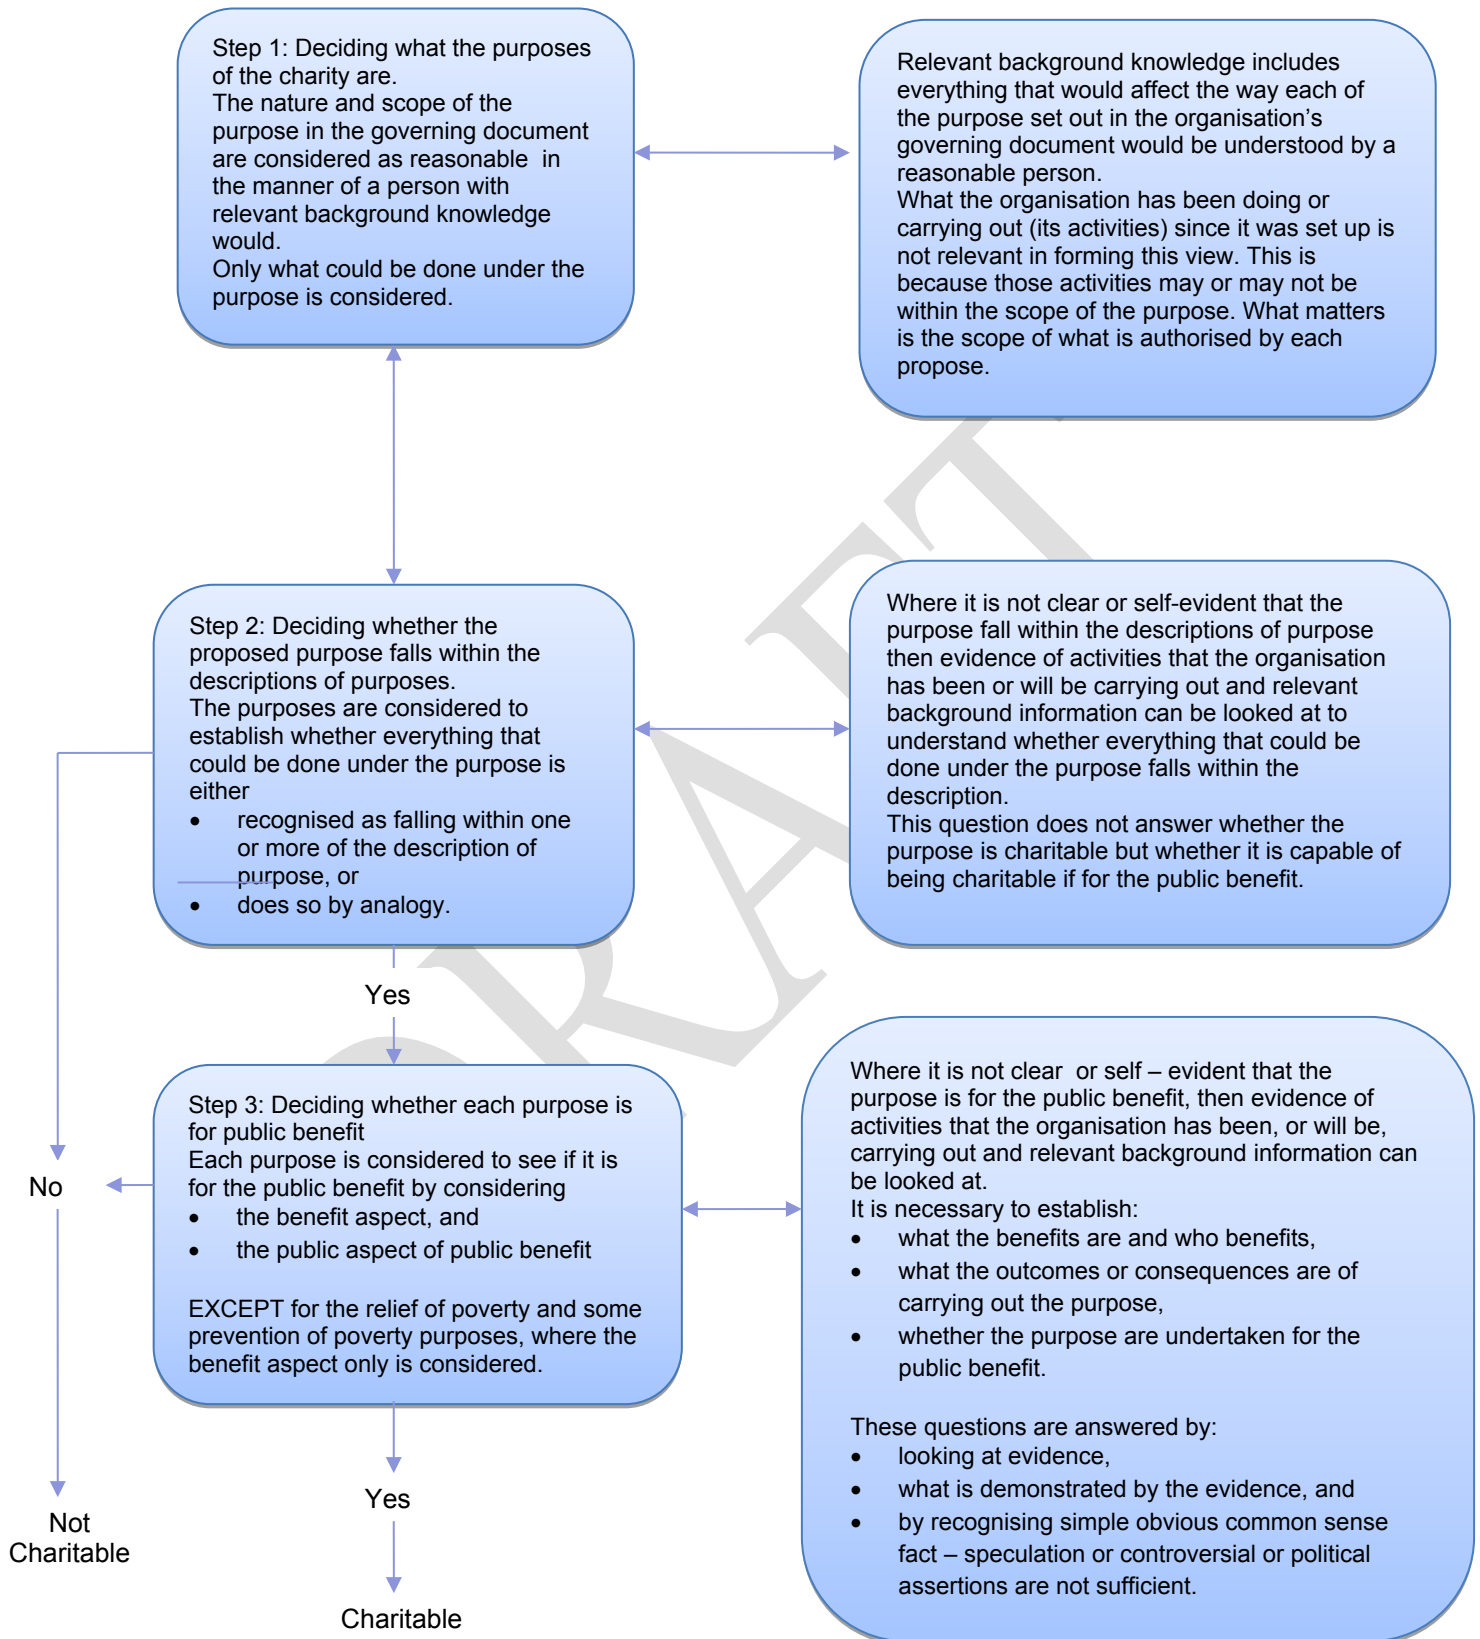 Step 1: Deciding what the purposes
of the charity are.
The nature and scope of the
purpose in the governing document
are considered as reasonable in
the manner of a person with
relevant background knowledge
would.
Only what could be done under the
purpose is considered.
Relevant background knowledge includes
everything that would affect the way each of
the purpose set out in the organisation's
governing document would be understood by a
reasonable person.
What the organisation has been doing or
carrying out (its activities) since it was set up is
not relevant in forming this view. This is
because those activities may or may not be
within the scope of the purpose. What matters
is the scope of what is authorised by each
propose.
Step 2: Deciding whether the
proposed purpose falls within the
descriptions of purposes.
The purposes are considered to
establish whether everything that
could be done under the purpose is
either
• recognised as falling within one
or more of the description of
purpose, or
• does so by analogy.
Where it is not clear or self-evident that the
purpose fall within the descriptions of purpose
then evidence of activities that the organisation
has been or will be carrying out and relevant
background information can be looked at to
understand whether everything that could be
done under the purpose falls within the
description.
This question does not answer whether the
purpose is charitable but whether it is capable of
being charitable if for the public benefit.
Yes
Step 3: Deciding whether each purpose is
for public benefit
Each purpose is considered to see if it is
for the public benefit by considering
• the benefit aspect, and
• the public aspect of public benefit
EXCEPT for the relief of poverty and some
prevention of poverty purposes, where the
benefit aspect only is considered.
Where it is not clear or self – evident that the
purpose is for the public benefit, then evidence of
activities that the organisation has been, or will be,
carrying out and relevant background information can
be looked at.
It is necessary to establish:
• what the benefits are and who benefits,
• what the outcomes or consequences are of
carrying out the purpose,
• whether the purpose are undertaken for the
public benefit.
These questions are answered by:
• looking at evidence,
• what is demonstrated by the evidence, and
• by recognising simple obvious common sense
fact – speculation or controversial or political
assertions are not sufficient.
No
Yes
Not
Charitable
Charitable
DRAFT